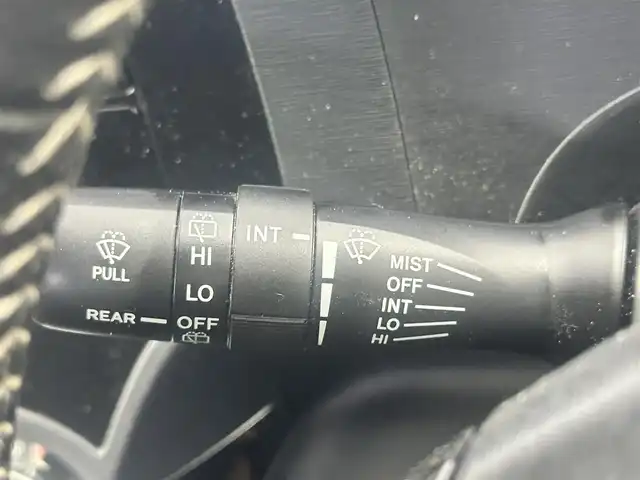 PULL
REAR
HI
LO
OFF
INT
MIST
OFF
INT
LO
HI